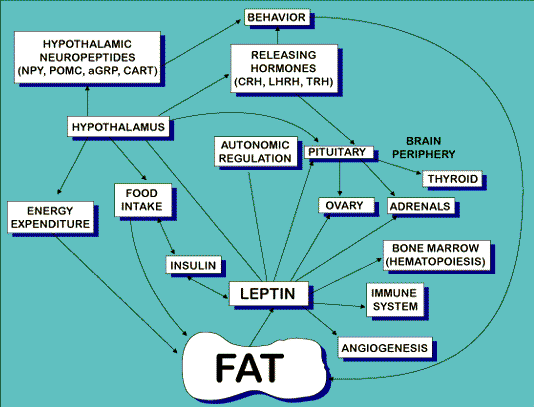 BEHAVIOR
HYPOTHALAMIC
NEUROPEPTIDES
(NPY, POMC, aGRP, CART)
RELEASING
HORMONES
(CRH, LHRH, TRH)
HYPOTHALAMUS
AUTONOMIC
REGULATION
PITUITARY
BRAIN
PERIPHERY
THYROID
FOOD
INTAKE
ENERGY
EXPENDITURE
OVARY
ADRENALS
BONE MARROW
(HEMATOPOIESIS)
INSULIN
LEPTIN
IMMUNE
SYSTEM
ANGIOGENESIS
FAT